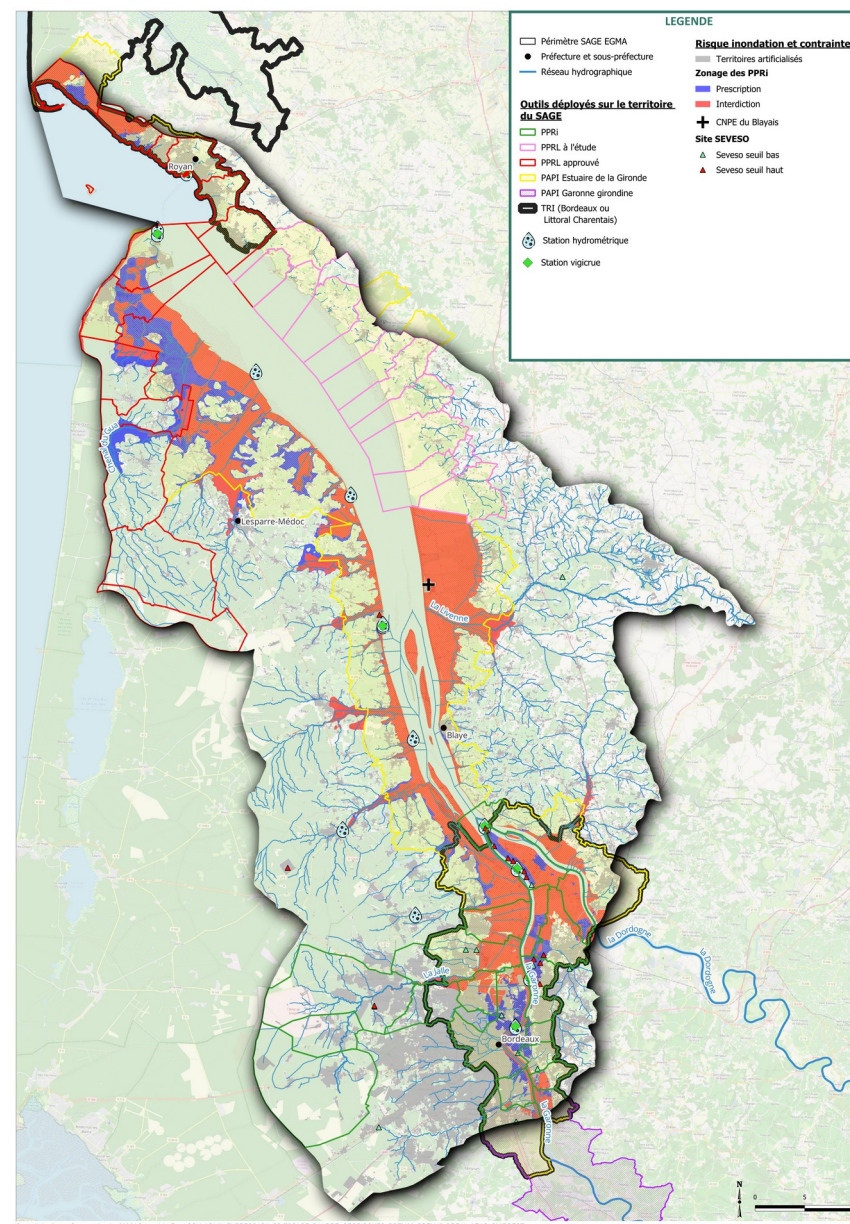 LEGENDE
Périmètre SAGE EGMA
Préfecture et sous-préfecture
Réseau hydrographique
Outils déployés sur le territoire
du SAGE
PPRi
PPRL à l'étude
PPRL approuvé
PAPI Estuaire de la Gironde
PAPI Garonne girondine
TRI (Bordeaux ou
Littoral Charentais)
Station hydrométrique
Station vigicrue
Risque inondation et contrainte
Territoires artificialisés
Zonage des PPRi
Prescription
Interdiction
CNPE du Blayais
Site SEVESO
Seveso seuil bas
Seveso seuil haut
Royan
Chenal du Gua
Lesparre-Médoc
La Livenne
Blaye
la Dordogne
la Dordogne
La Jalle
la Garonne
Bordeaux
la Garonne
N
0 5